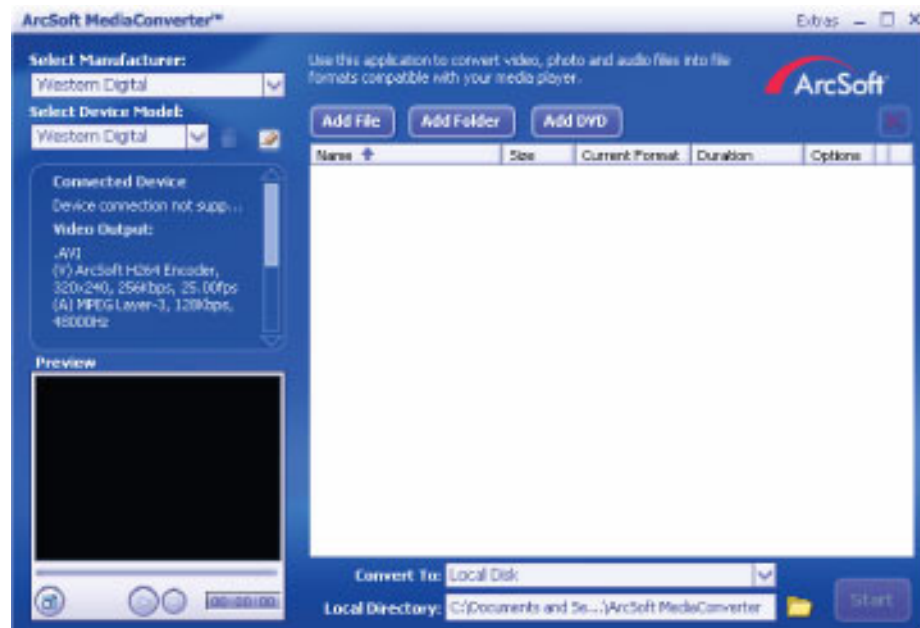 ArcSoft MediaConverter™
Extras
Select Manufacturer:
Western Digital
Select Device Model:
Western Digital
Connected Device
Device connection not supp...
Video Output:
.AVI
(V) ArcSoft H264 Encoder,
320x240, 256Kbps, 25.00fps
(A) MPEG Layer-3, 128Kbps,
48000Hz
Preview
00:00:00
Use this application to convert video, photo and audio files into file
formats compatible with your media player.
ArcSoft
Add File Add Folder Add DVD
Name Size Current Format Duration Options
Convert To: Local Disk
Local Directory: C:\Documents and Se...\ArcSoft MediaConverter
Start